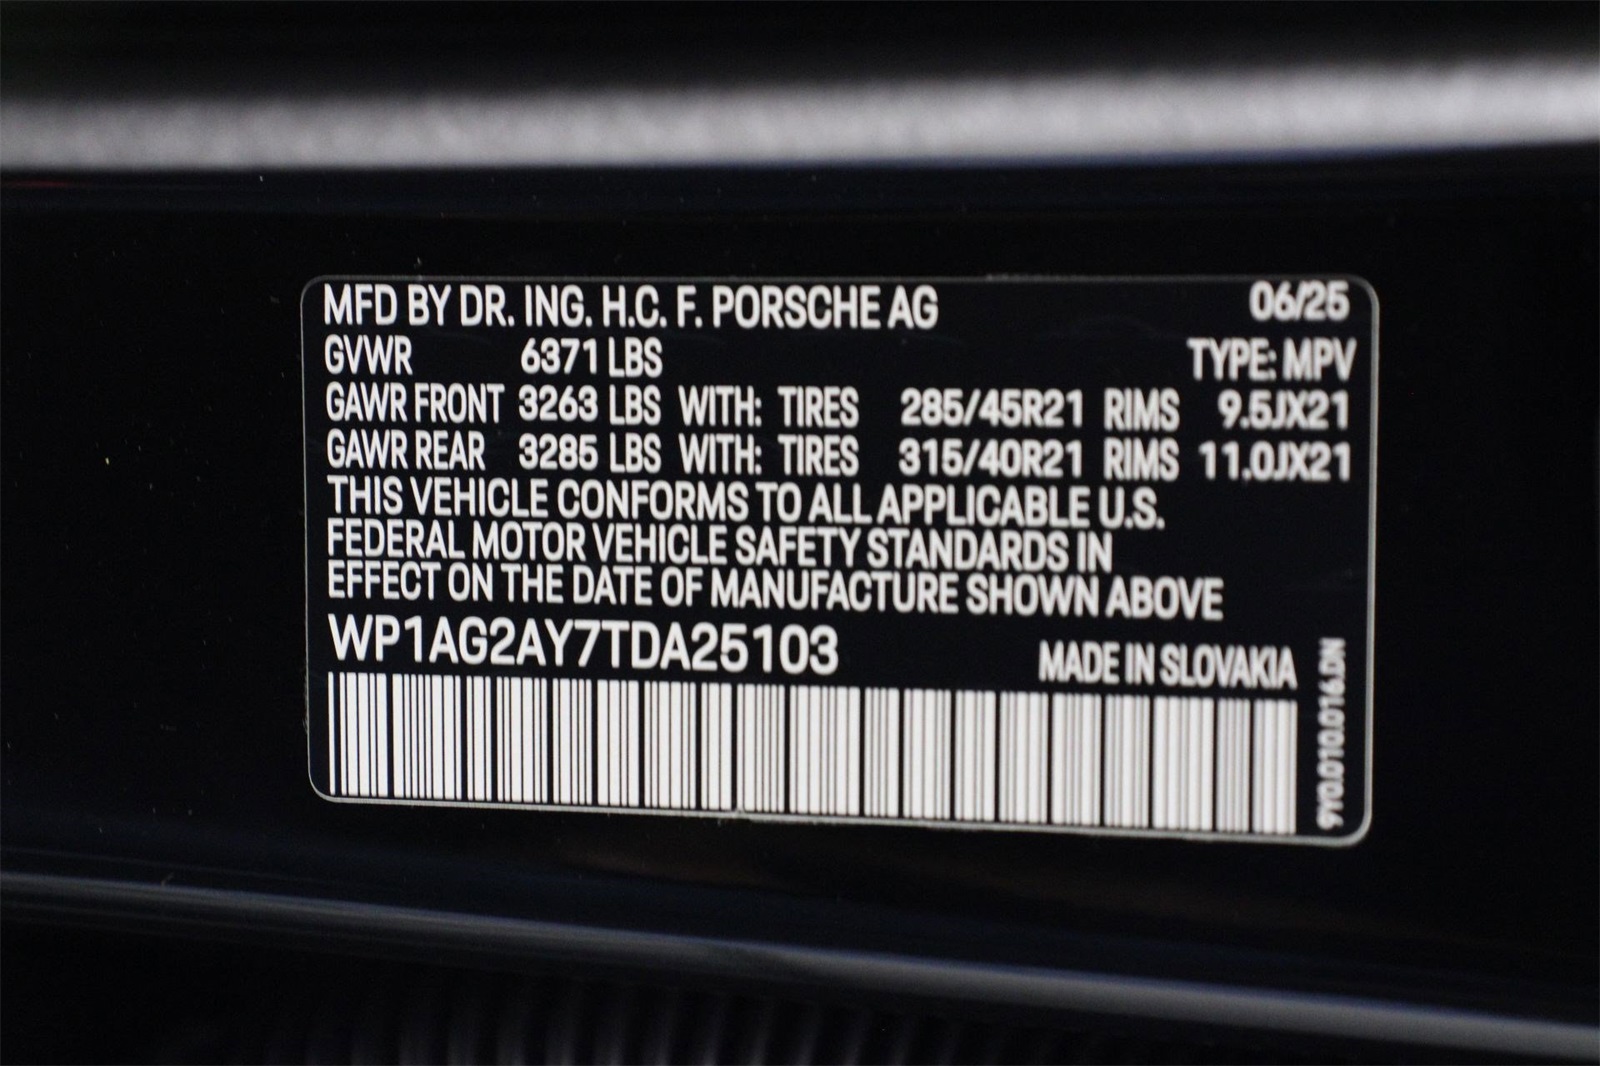 MFD BY DR. ING. H.C. F. PORSCHE AG 06/25
GVWR 6371 LBS TYPE: MPV
GAWR FRONT 3263 LBS WITH: TIRES 285/45R21 RIMS 9.5JX21
GAWR REAR 3285 LBS WITH: TIRES 315/40R21 RIMS 11.0JX21
THIS VEHICLE CONFORMS TO ALL APPLICABLE U.S.
FEDERAL MOTOR VEHICLE SAFETY STANDARDS IN
EFFECT ON THE DATE OF MANUFACTURE SHOWN ABOVE
WP1AG2AY7TDA25103
MADE IN SLOVAKIA
9Y0.010.016.DN